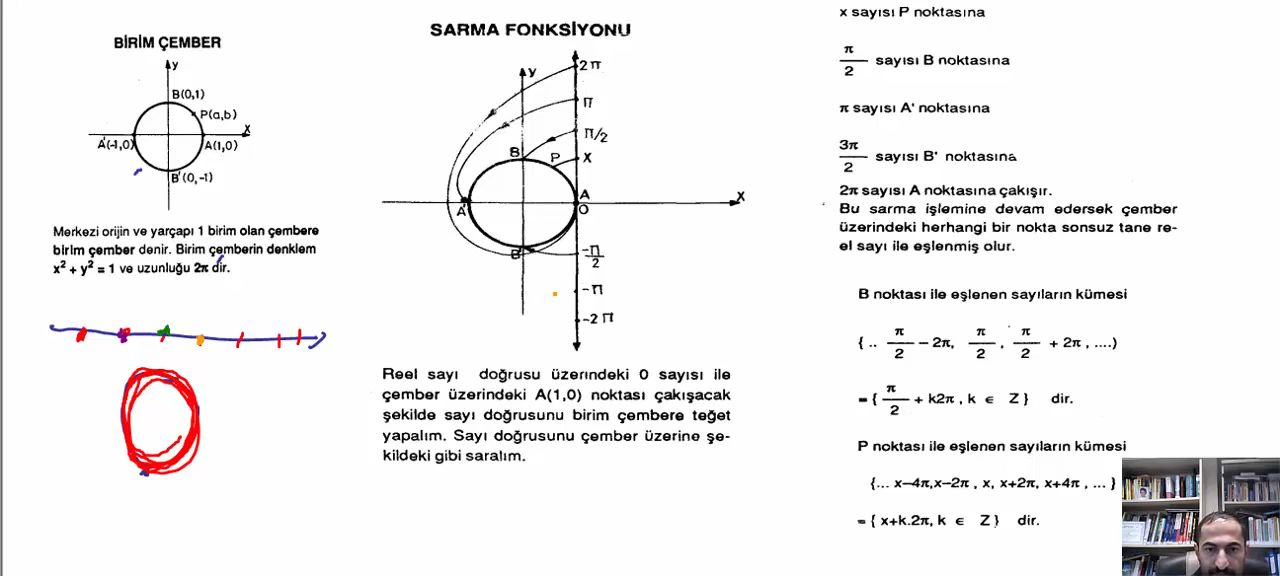 BİRİM ÇEMBER
y
B(0,1)
P(a,b)
x
A'(-1,0)
A(1,0)
B'(0,-1)
Merkezi orijin ve yarçapı 1 birim olan çembere
birim çember denir. Birim çemberin denklem
x² + y² = 1 ve uzunluğu 2π dir.
SARMA FONKSİYONU
y
2π
π
π/2
B
P
x
A
X
A'
O
B'
-π/2
-π
-2π
Reel sayı doğrusu üzerındeki 0 sayısı ile
çember üzerindeki A(1,0) noktası çakışacak
şekilde sayı doğrusunu birim çembere teğet
yapalım. Sayı doğrusunu çember üzerine şe-
kildeki gibi saralım.
x sayısı P noktasına
π/2 sayısı B noktasına
π sayısı A' noktasına
3π/2 sayısı B' noktasına
2π sayısı A noktasına çakışır.
Bu sarma işlemine devam edersek çember
üzerindeki herhangi bir nokta sonsuz tane re-
el sayı ile eşlenmiş olur.
B noktası ile eşlenen sayıların kümesi
{ .. π/2 – 2π, π/2 , π/2 + 2π , ....)
= { π/2 + k2π , k ∈ Z } dir.
P noktası ile eşlenen sayıların kümesi
{... x–4π,x–2π , x, x+2π, x+4π , ... }
= { x+k.2π, k ∈ Z } dir.